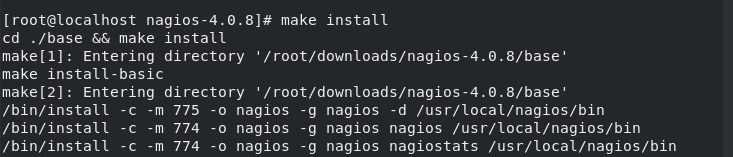 [root@localhost nagios-4.0.8]# make install
cd ./base && make install
make[1]: Entering directory '/root/downloads/nagios-4.0.8/base'
make install-basic
make[2]: Entering directory '/root/downloads/nagios-4.0.8/base'
/bin/install -c -m 775 -o nagios -g nagios -d /usr/local/nagios/bin
/bin/install -c -m 774 -o nagios -g nagios nagios /usr/local/nagios/bin
/bin/install -c -m 774 -o nagios -g nagios nagiostats /usr/local/nagios/bin